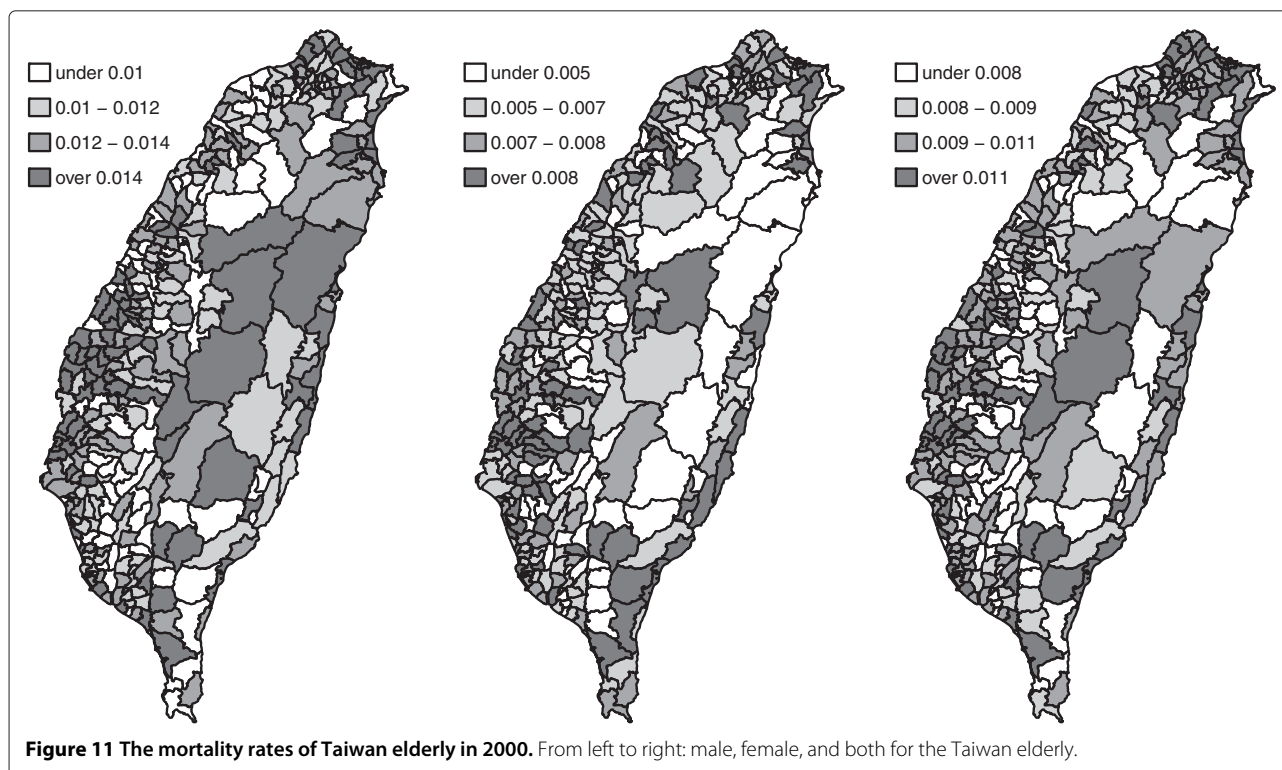 under 0.01
0.01 – 0.012
0.012 – 0.014
over 0.014
under 0.005
0.005 – 0.007
0.007 – 0.008
over 0.008
under 0.008
0.008 – 0.009
0.009 – 0.011
over 0.011
Figure 11 The mortality rates of Taiwan elderly in 2000. From left to right: male, female, and both for the Taiwan elderly.